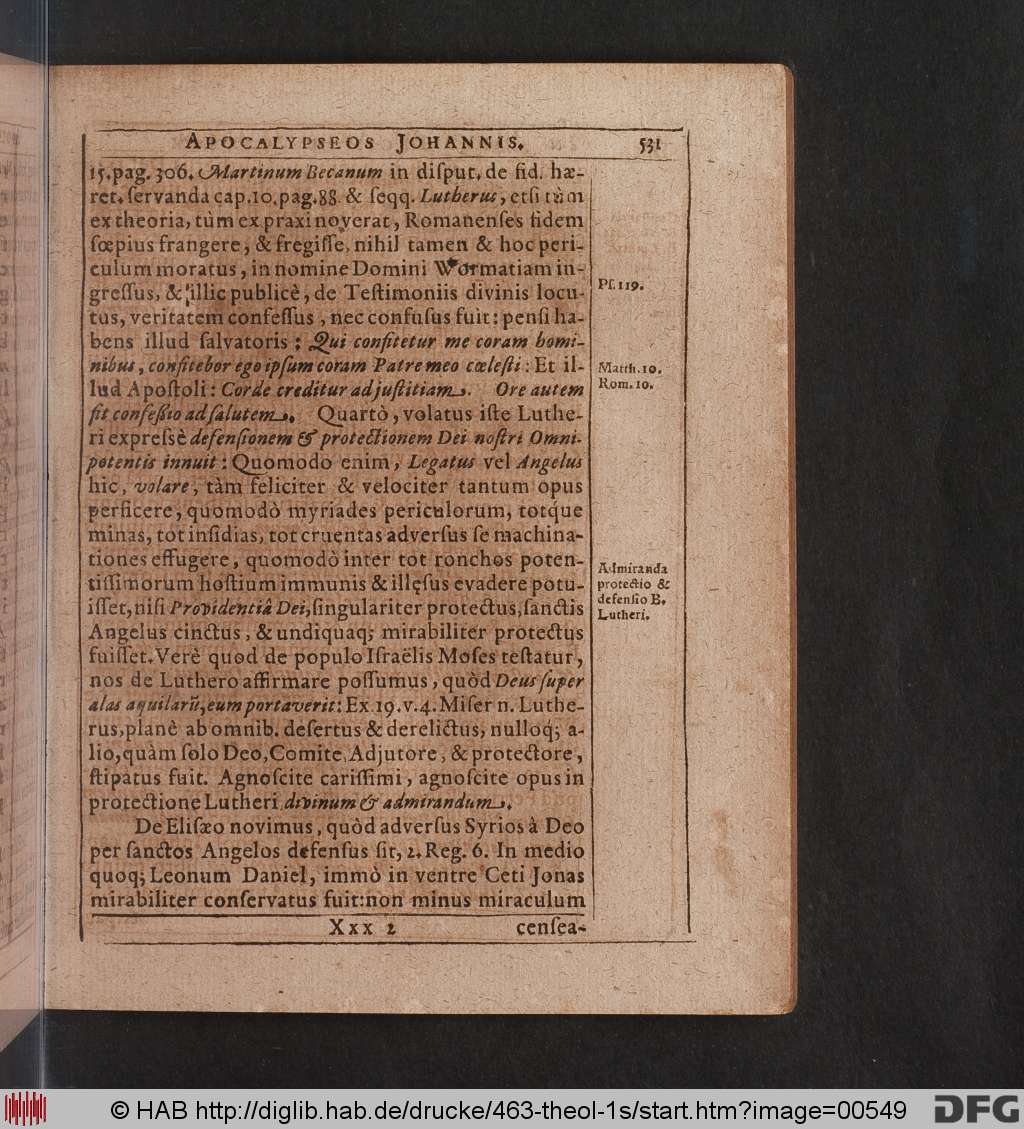 APOCALYPSEOS JOHANNIS. 531
15. pag. 306. Martinum Becanum in diſput. de fid. hæ-
ret. ſervanda cap. 10. pag. 88. & ſeqq. Lutherus, etſi tùm
ex theoria, tùm ex praxi noverat, Romanenſes fidem
ſœpius frangere, & fregiſſe, nihil tamen & hoc peri-
culum moratus, in nomine Domini Wormatiam in-
greſſus, & illic publicè, de Teſtimoniis divinis locu-
tus, veritatem confeſſus, nec confuſus fuit: penſi ha-
bens illud ſalvatoris: Qui confitetur me coram homi-
nibus, confitebor ego ipſum coram Patre meo cœleſti: Et il-
lud Apoſtoli: Corde creditur ad juſtitiam. Ore autem
fit confeßio ad ſalutem. Quartò, volatus iſte Luthe-
ri expreſsè defenſionem & protectionem Dei noſtri Omni-
potentis innuit: Quomodo enim, Legatus vel Angelus
hic, volare, tàm feliciter & velociter tantum opus
perficere, quomodò myriades periculorum, totque
minas, tot inſidias, tot cruentas adverſus ſe machina-
tiones effugere, quomodò inter tot ronchos poten-
tiſſimorum hoſtium immunis & illęſus evadere potu-
iſſet, niſi Providentiâ Dei, ſingulariter protectus, ſanctis
Angelus cinctus, & undiquaq; mirabiliter protectus
fuiſſet. Verè quod de populo Iſraëlis Moſes teſtatur,
nos de Luthero affirmare poſſumus, quòd Deus ſuper
alas aquilarũ, eum portaverit: Ex 19. v. 4. Miſer n. Luthe-
rus, planè ab omnib. deſertus & derelictus, nulloq; a-
lio, quàm ſolo Deo, Comite, Adjutore, & protectore,
ſtipatus fuit. Agnoſcite cariſſimi, agnoſcite opus in
protectione Lutheri divinum & admirandum.
De Eliſæo novimus, quòd adverſus Syrios à Deo
per ſanctos Angelos defenſus ſit, 2. Reg. 6. In medio
quoq; Leonum Daniel, immò in ventre Ceti Jonas
mirabiliter conſervatus fuit: non minus miraculum
Xxx 2 cenſea-
Pſ. 119.
Matth. 10.
Rom. 10.
Admiranda
protectio &
defenſio B.
Lutheri.
© HAB http://diglib.hab.de/drucke/463-theol-1s/start.htm?image=00549
DFG